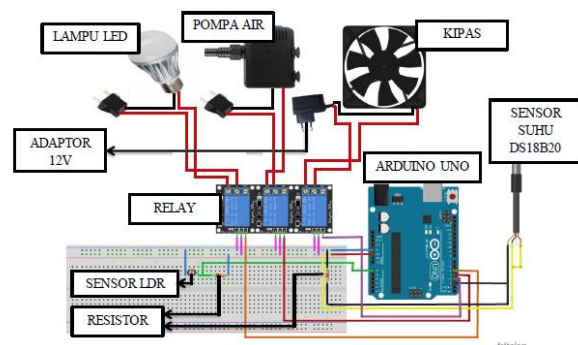 LAMPU LED
POMPA AIR
KIPAS
SENSOR
SUHU
DS18B20
ADAPTOR
12V
ARDUINO UNO
RELAY
SENSOR LDR
RESISTOR